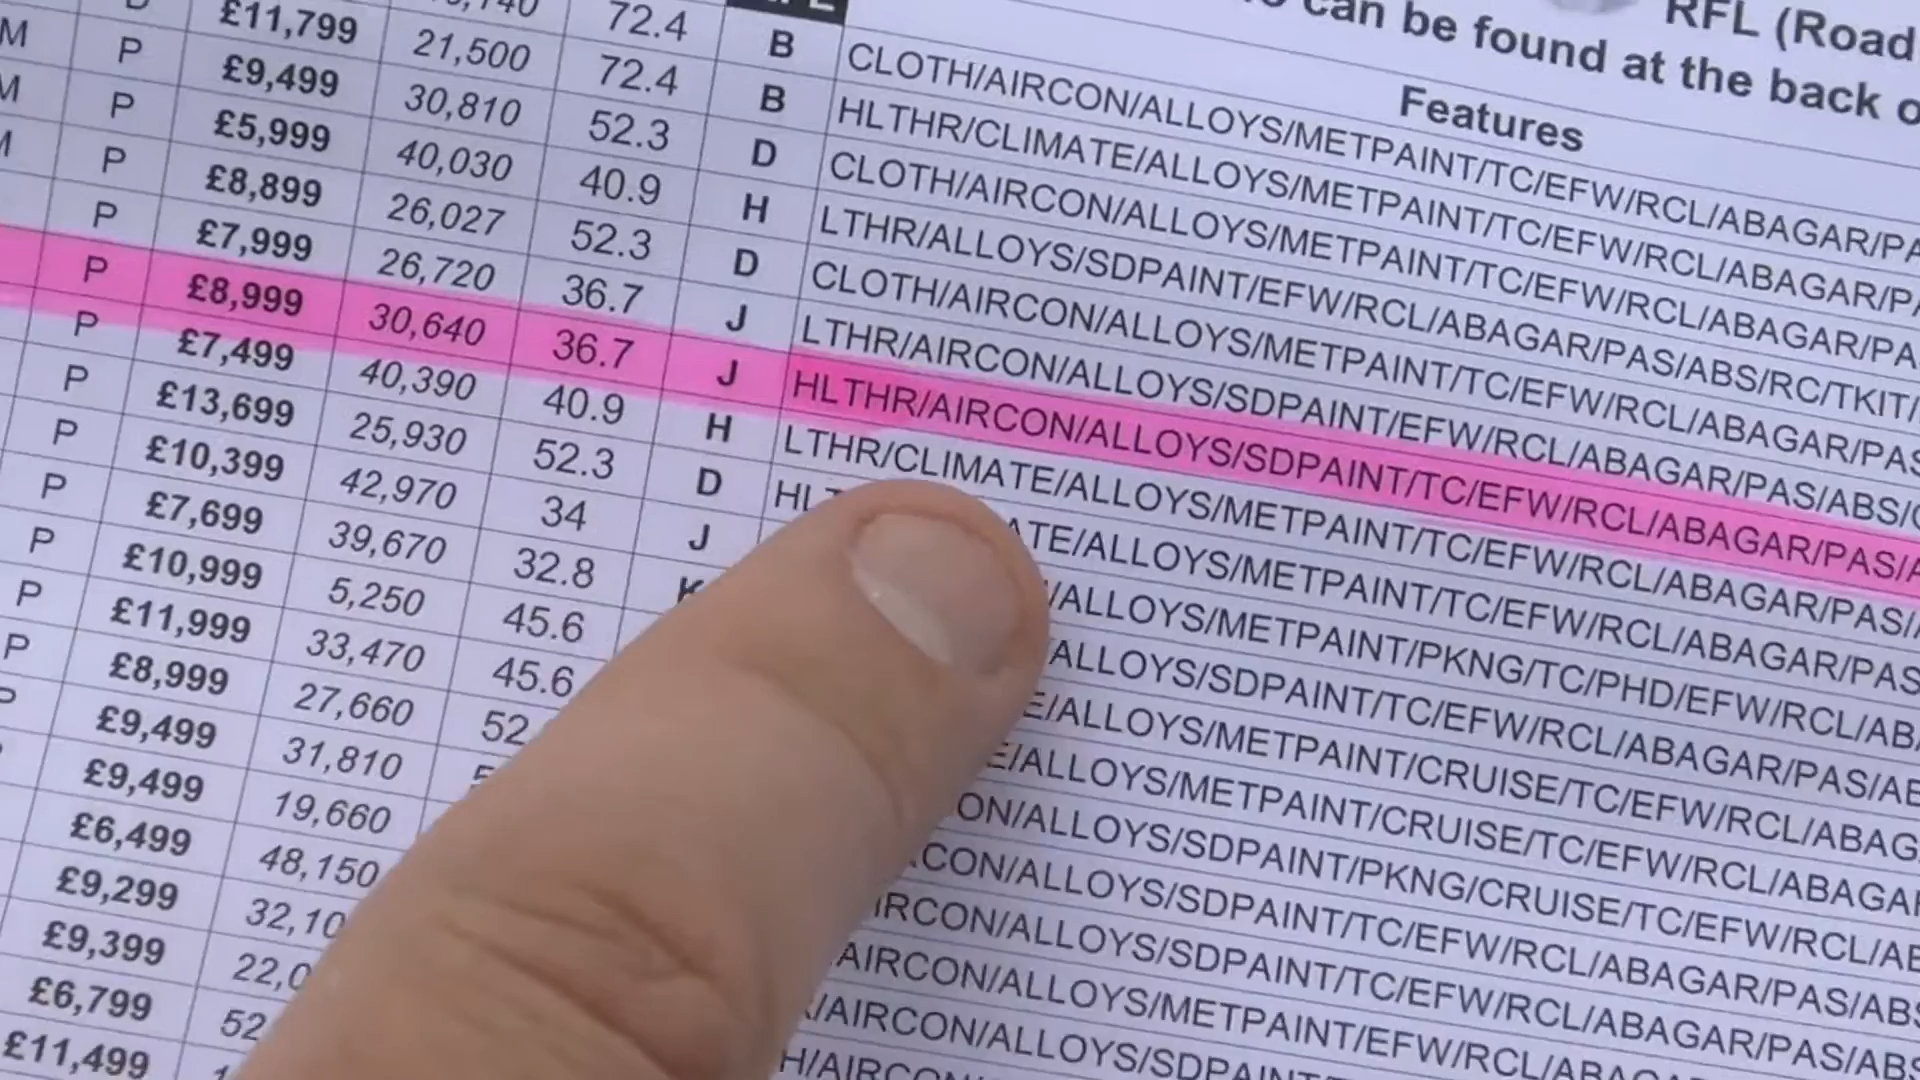 RFL (Road
can be found at the back o
Features
72.4 B CLOTH/AIRCON/ALLOYS/METPAINT/TC/EFW/RCL/ABAGAR/PA
£11,799 21,500 72.4 B HLTHR/CLIMATE/ALLOYS/METPAINT/TC/EFW/RCL/ABAGAR/P
M P £9,499 30,810 52.3 D CLOTH/AIRCON/ALLOYS/METPAINT/TC/EFW/RCL/ABAGAR/PA
M P £5,999 40,030 40.9 H LTHR/ALLOYS/SDPAINT/EFW/RCL/ABAGAR/PAS/ABS/RC/TKIT/
P £8,899 26,027 52.3 D CLOTH/AIRCON/ALLOYS/METPAINT/TC/EFW/RCL/ABAGAR/PAS
P £7,999 26,720 36.7 J LTHR/AIRCON/ALLOYS/SDPAINT/EFW/RCL/ABAGAR/PAS/ABS/
P £8,999 30,640 36.7 J HLTHR/AIRCON/ALLOYS/SDPAINT/TC/EFW/RCL/ABAGAR/PAS/
P £7,499 40,390 40.9 H LTHR/CLIMATE/ALLOYS/METPAINT/TC/EFW/RCL/ABAGAR/PAS/
P £13,699 25,930 52.3 D HL ATE/ALLOYS/METPAINT/TC/EFW/RCL/ABAGAR/PAS
P £10,399 42,970 34 J /ALLOYS/METPAINT/PKNG/TC/PHD/EFW/RCL/ABA
P £7,699 39,670 32.8 K /ALLOYS/SDPAINT/TC/EFW/RCL/ABAGAR/PAS/AB
P £10,999 5,250 45.6 E/ALLOYS/METPAINT/CRUISE/TC/EFW/RCL/ABAG
P £11,999 33,470 45.6 E/ALLOYS/METPAINT/CRUISE/TC/EFW/RCL/ABAGA
P £8,999 27,660 52 ON/ALLOYS/SDPAINT/PKNG/CRUISE/TC/EFW/RCL/AB
P £9,499 31,810 CON/ALLOYS/SDPAINT/TC/EFW/RCL/ABAGAR/PAS/ABS
£9,499 19,660 IRCON/ALLOYS/SDPAINT/TC/EFW/RCL/ABAGAR/PAS/ABS
£6,499 48,150 AIRCON/ALLOYS/METPAINT/EFW/RCL/ABAGA
£9,299 32,10 /AIRCON/ALLOYS/SDPAINT
£9,399 22,0 H/AIRCON
£6,799 52
£11,499